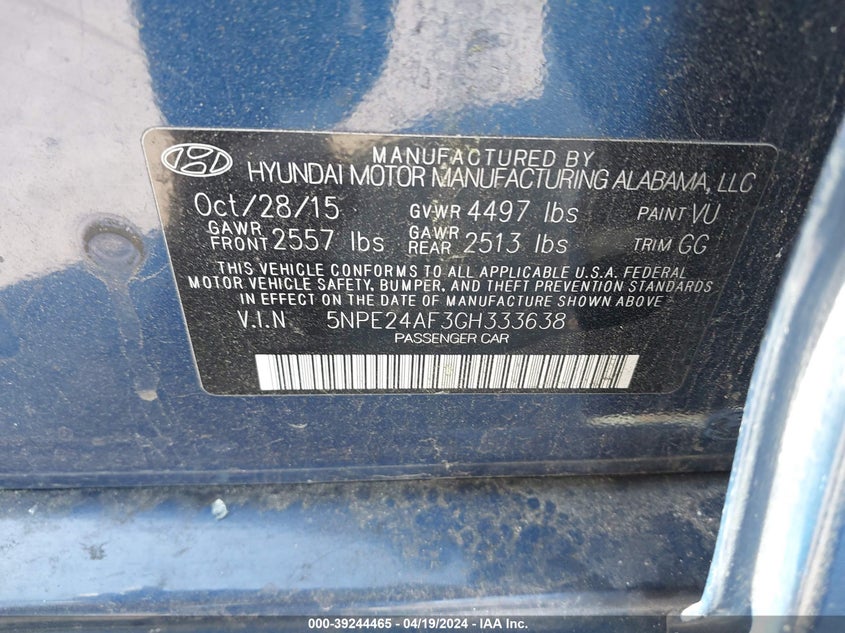 MANUFACTURED BY
HYUNDAI MOTOR MANUFACTURING ALABAMA, LLC
Oct/28/15 GVWR 4497 lbs PAINT VU
GAWR FRONT 2557 lbs GAWR REAR 2513 lbs TRIM GG
THIS VEHICLE CONFORMS TO ALL APPLICABLE U.S.A. FEDERAL
MOTOR VEHICLE SAFETY, BUMPER, AND THEFT PREVENTION STANDARDS
IN EFFECT ON THE DATE OF MANUFACTURE SHOWN ABOVE.
V.I.N 5NPE24AF3GH333638
PASSENGER CAR
000-39244465 - 04/19/2024 - IAA, Inc.